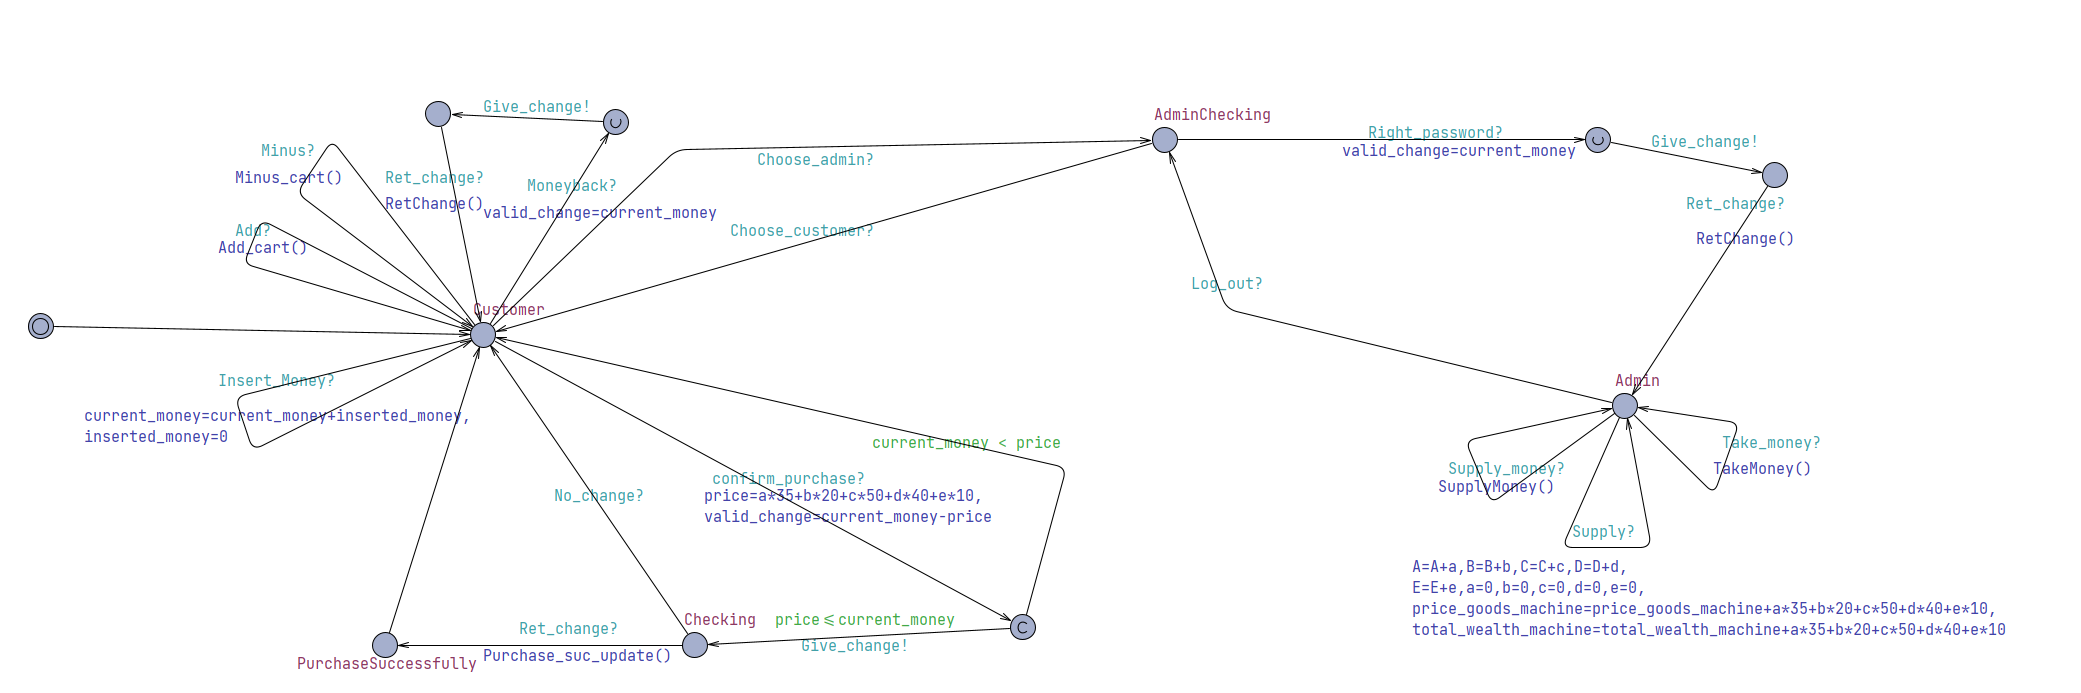 Give_change!
AdminChecking
Right_password?
valid_change=current_money
Give_change!
Minus?
Minus_cart()
Ret_change?
RetChange()
Moneyback?
valid_change=current_money
Choose_admin?
Choose_customer?
Ret_change?
RetChange()
Add?
Add_cart()
Log_out?
Customer
Insert_Money?
current_money=current_money+inserted_money,
inserted_money=0
Admin
current_money < price
Take_money?
TakeMoney()
Supply_money?
SupplyMoney()
confirm_purchase?
price=a*35+b*20+c*50+d*40+e*10,
valid_change=current_money-price
No_change?
Supply?
A=A+a,B=B+b,C=C+c,D=D+d,
E=E+e,a=0,b=0,c=0,d=0,e=0,
price_goods_machine=price_goods_machine+a*35+b*20+c*50+d*40+e*10,
total_wealth_machine=total_wealth_machine+a*35+b*20+c*50+d*40+e*10
Checking
price≤current_money
Give_change!
C
Ret_change?
Purchase_suc_update()
PurchaseSuccessfully